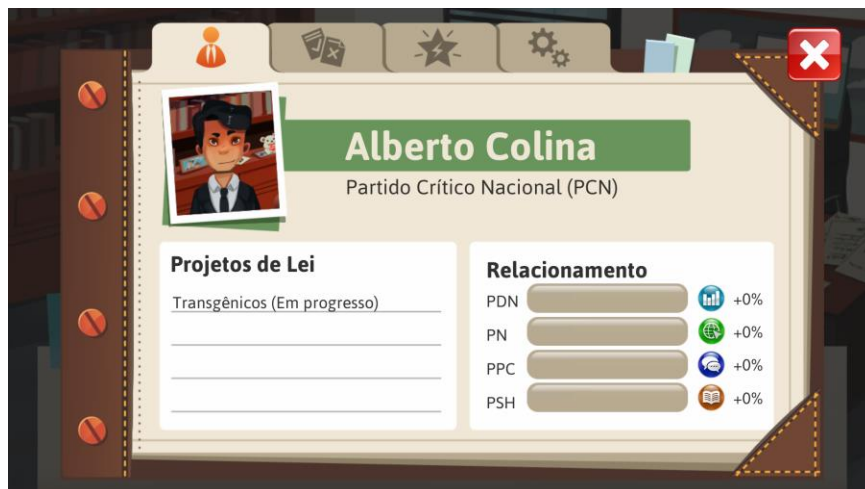 Alberto Colina
Partido Crítico Nacional (PCN)
Projetos de Lei
Transgênicos (Em progresso)
Relacionamento
PDN +0%
PN +0%
PPC +0%
PSH +0%